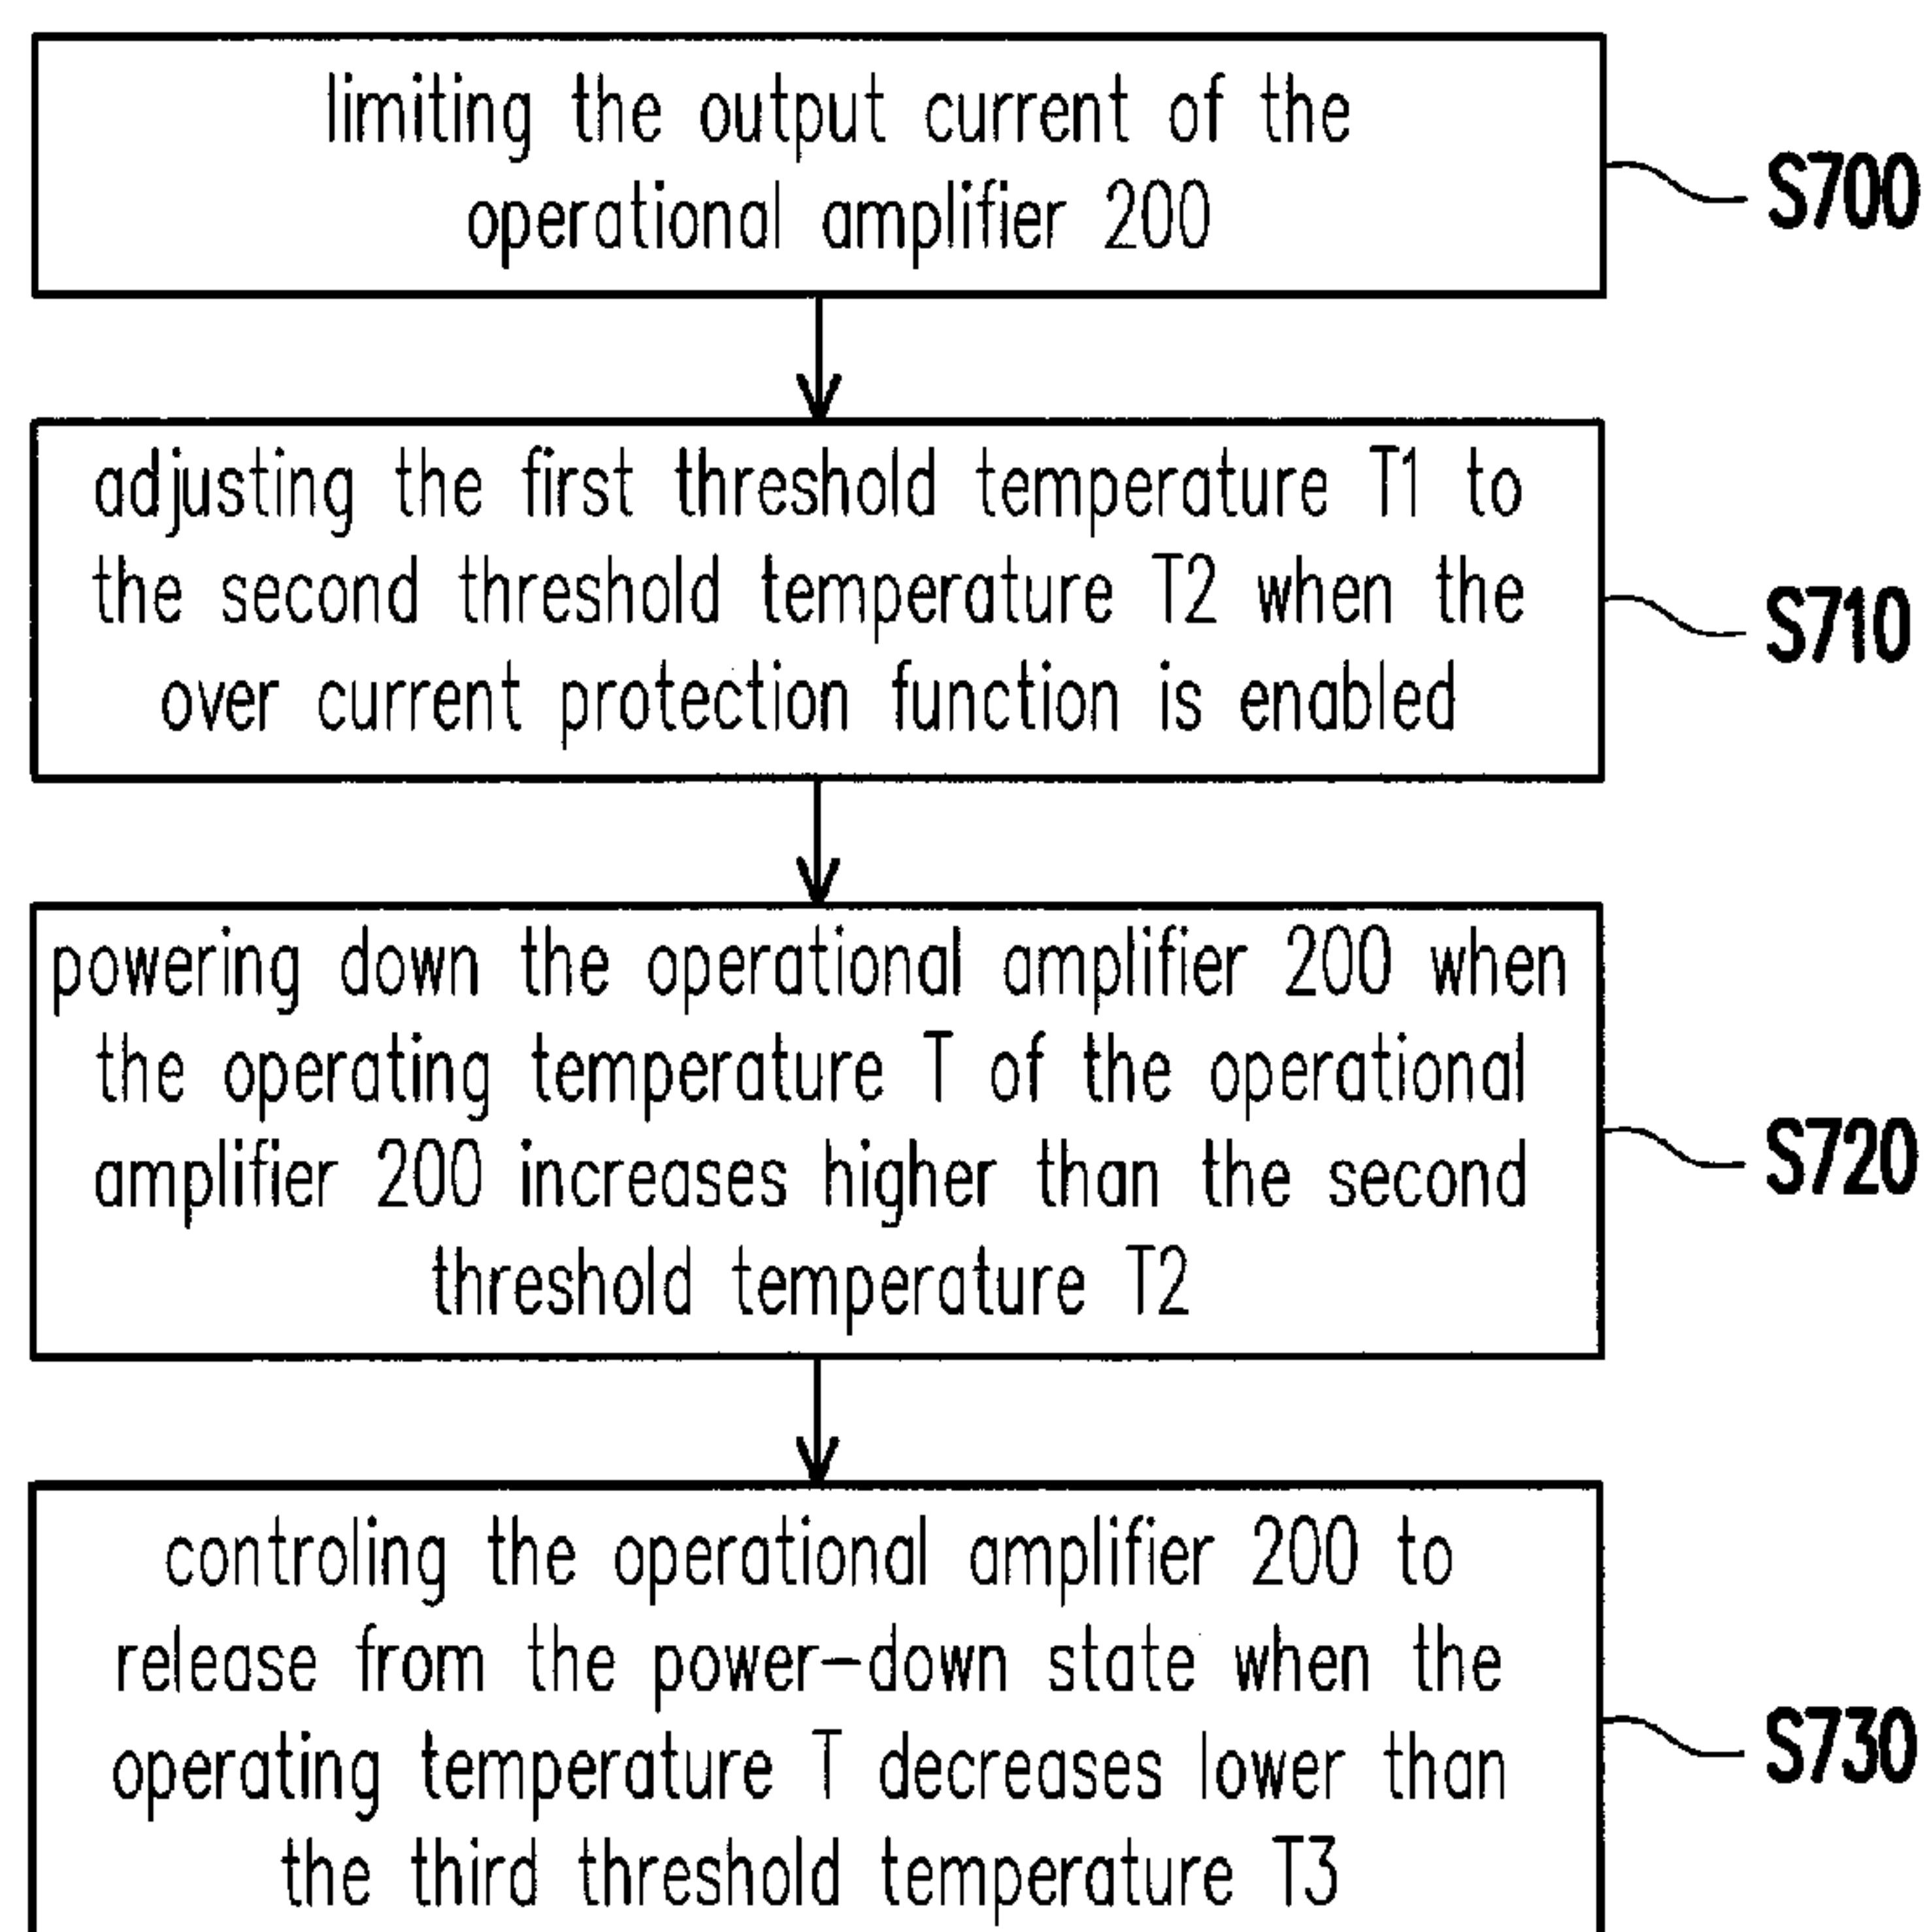 limiting the output current of the
operational amplifier 200
S700
adjusting the first threshold temperature T1 to
the second threshold temperature T2 when the
over current protection function is enabled
S710
powering down the operational amplifier 200 when
the operating temperature T of the operational
amplifier 200 increases higher than the second
threshold temperature T2
S720
controling the operational amplifier 200 to
release from the power-down state when the
operating temperature T decreases lower than
the third threshold temperature T3
S730